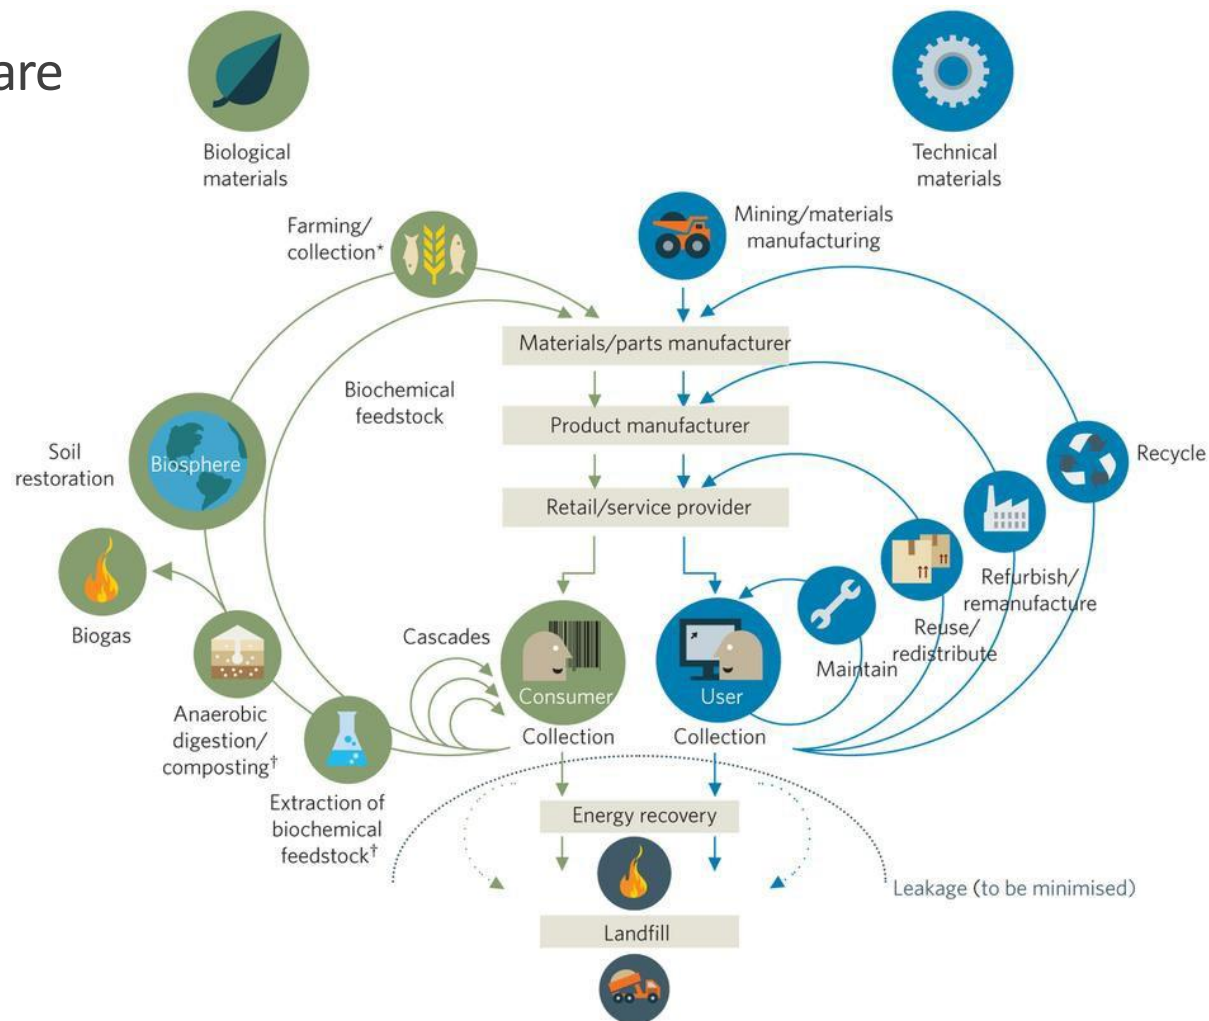 are
Biological
materials
Technical
materials
Farming/
collection*
Mining/materials
manufacturing
Materials/parts manufacturer
Biochemical
feedstock
Product manufacturer
Soil
restoration
Biosphere
Recycle
Retail/service provider
Refurbish/
remanufacture
Biogas
Cascades
Reuse/
redistribute
Maintain
Consumer
User
Anaerobic
digestion/
composting†
Collection
Collection
Extraction of
biochemical
feedstock†
Energy recovery
Leakage (to be minimised)
Landfill